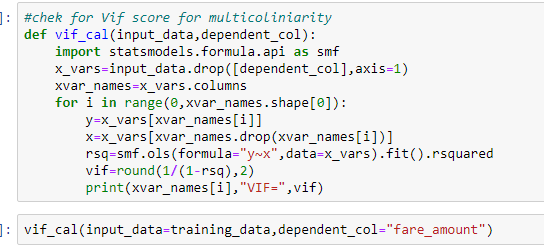 ]: #chek for Vif score for multicoliniarity
def vif_cal(input_data,dependent_col):
    import statsmodels.formula.api as smf
    x_vars=input_data.drop([dependent_col],axis=1)
    xvar_names=x_vars.columns
    for i in range(0,xvar_names.shape[0]):
        y=x_vars[xvar_names[i]]
        x=x_vars[xvar_names.drop(xvar_names[i])]
        rsq=smf.ols(formula="y~x",data=x_vars).fit().rsquared
        vif=round(1/(1-rsq),2)
        print(xvar_names[i],"VIF=",vif)
]: vif_cal(input_data=training_data,dependent_col="fare_amount")